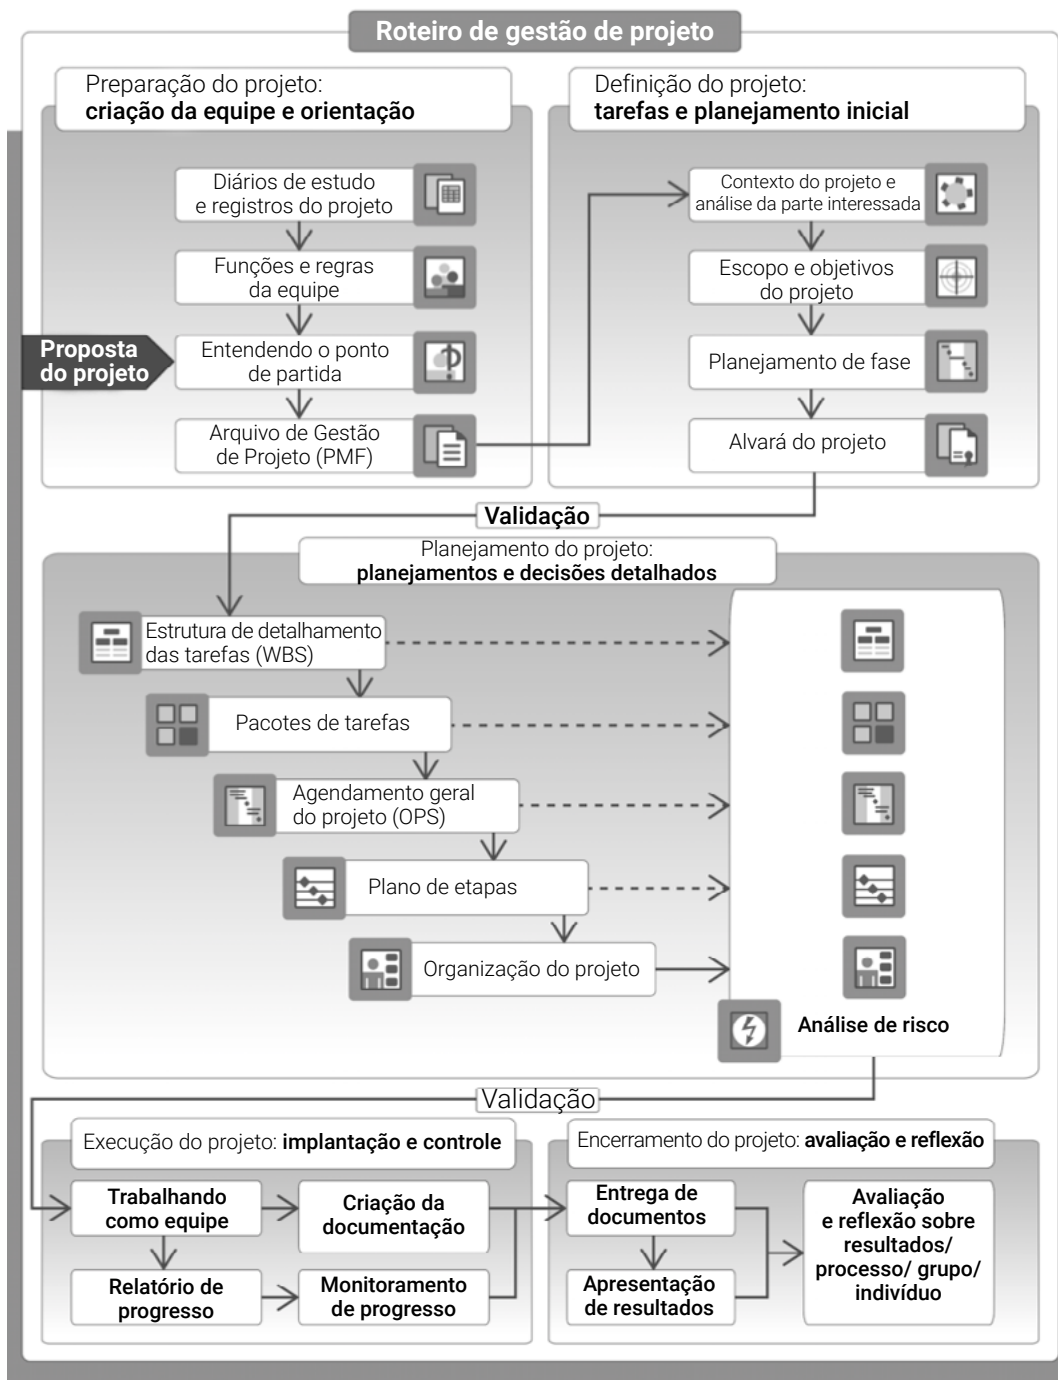 Roteiro de gestão de projeto
Preparação do projeto:
criação da equipe e orientação
Diários de estudo
e registros do projeto
Funções e regras
da equipe
Proposta
do projeto
Entendendo o ponto
de partida
Arquivo de Gestão
de Projeto (PMF)
Definição do projeto:
tarefas e planejamento inicial
Contexto do projeto e
análise da parte interessada
Escopo e objetivos
do projeto
Planejamento de fase
Alvará do projeto
Validação
Planejamento do projeto:
planejamentos e decisões detalhados
Estrutura de detalhamento
das tarefas (WBS)
Pacotes de tarefas
Agendamento geral
do projeto (OPS)
Plano de etapas
Organização do projeto
Análise de risco
Validação
Execução do projeto: implantação e controle
Trabalhando
como equipe
Criação da
documentação
Relatório de
progresso
Monitoramento
de progresso
Encerramento do projeto: avaliação e reflexão
Entrega de
documentos
Apresentação
de resultados
Avaliação
e reflexão sobre
resultados/
processo/ grupo/
indivíduo